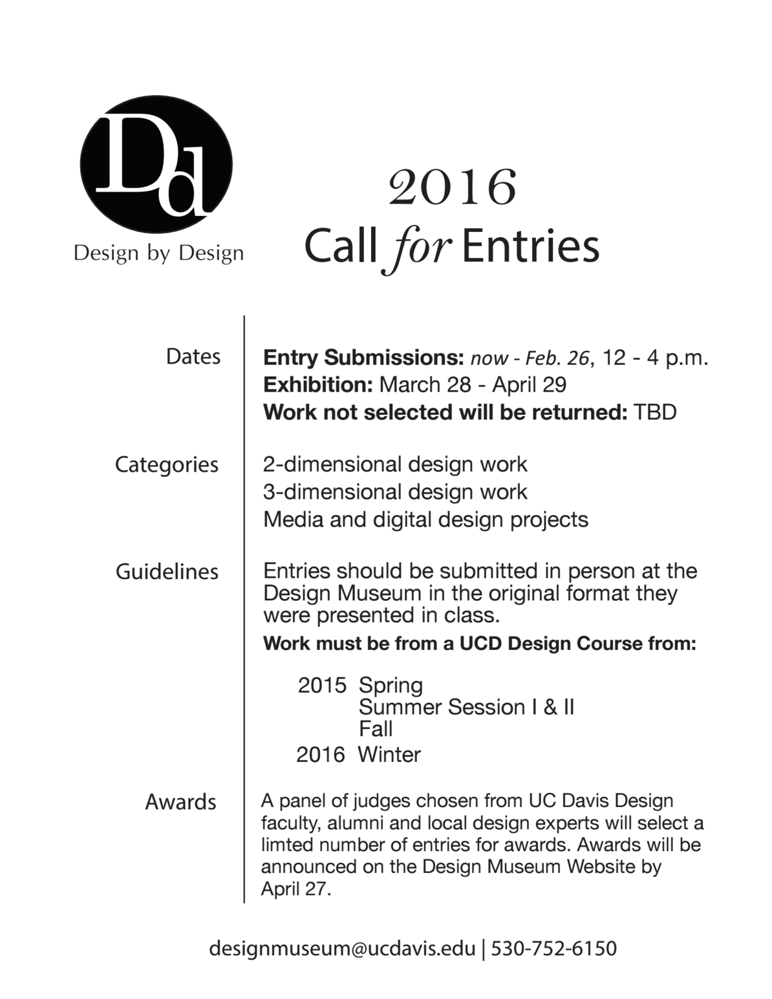 Dd
Design by Design
2016
Call for Entries
Dates
Entry Submissions: now - Feb. 26, 12 - 4 p.m.
Exhibition: March 28 - April 29
Work not selected will be returned: TBD
Categories
2-dimensional design work
3-dimensional design work
Media and digital design projects
Guidelines
Entries should be submitted in person at the
Design Museum in the original format they
were presented in class.
Work must be from a UCD Design Course from:
2015 Spring
Summer Session I & II
Fall
2016 Winter
Awards
A panel of judges chosen from UC Davis Design
faculty, alumni and local design experts will select a
limted number of entries for awards. Awards will be
announced on the Design Museum Website by
April 27.
designmuseum@ucdavis.edu | 530-752-6150